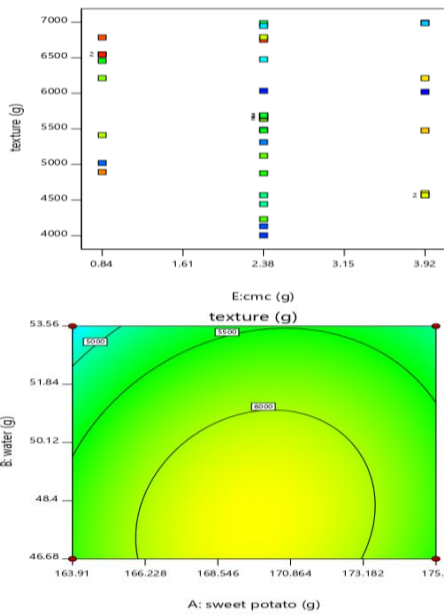 7000
6500
6000
5500
5000
4500
4000
texture (g)
2
2
0.84 1.61 2.38 3.15 3.92
E:cmc (g)
texture (g)
53.56
51.84
50.12
48.4
46.68
B: water (g)
5000
5500
6000
163.91 166.228 168.546 170.864 173.182 175.
A: sweet potato (g)